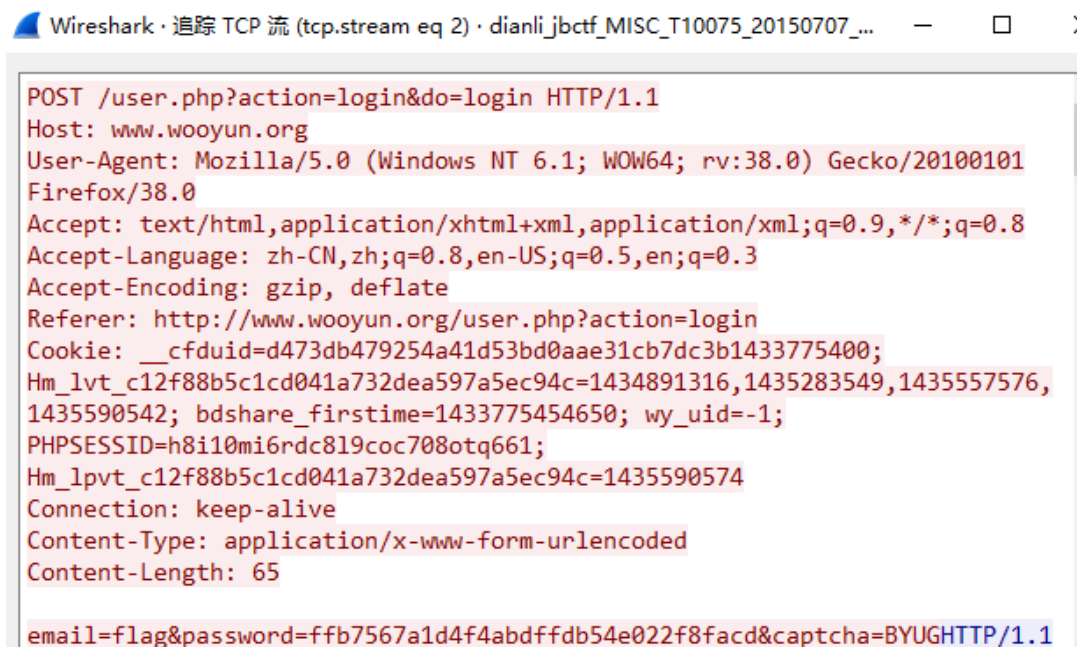 Wireshark · 追踪 TCP 流 (tcp.stream eq 2) · dianli_jbctf_MISC_T10075_20150707_...
POST /user.php?action=login&do=login HTTP/1.1
Host: www.wooyun.org
User-Agent: Mozilla/5.0 (Windows NT 6.1; WOW64; rv:38.0) Gecko/20100101
Firefox/38.0
Accept: text/html,application/xhtml+xml,application/xml;q=0.9,*/*;q=0.8
Accept-Language: zh-CN,zh;q=0.8,en-US;q=0.5,en;q=0.3
Accept-Encoding: gzip, deflate
Referer: http://www.wooyun.org/user.php?action=login
Cookie: __cfduid=d473db479254a41d53bd0aae31cb7dc3b1433775400;
Hm_lvt_c12f88b5c1cd041a732dea597a5ec94c=1434891316,1435283549,1435557576,
1435590542; bdshare_firstime=1433775454650; wy_uid=-1;
PHPSESSID=h8i10mi6rdc8l9coc708otq661;
Hm_lpvt_c12f88b5c1cd041a732dea597a5ec94c=1435590574
Connection: keep-alive
Content-Type: application/x-www-form-urlencoded
Content-Length: 65
email=flag&password=ffb7567a1d4f4abdffdb54e022f8facd&captcha=BYUGHTTP/1.1